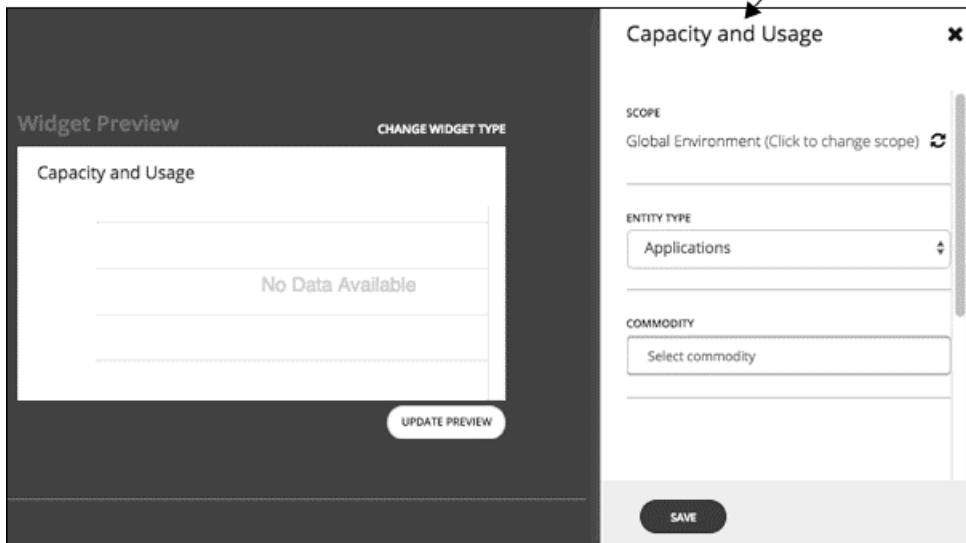 Widget Preview
CHANGE WIDGET TYPE
Capacity and Usage
No Data Available
UPDATE PREVIEW
Capacity and Usage
SCOPE
Global Environment (Click to change scope)
ENTITY TYPE
Applications
COMMODITY
Select commodity
SAVE